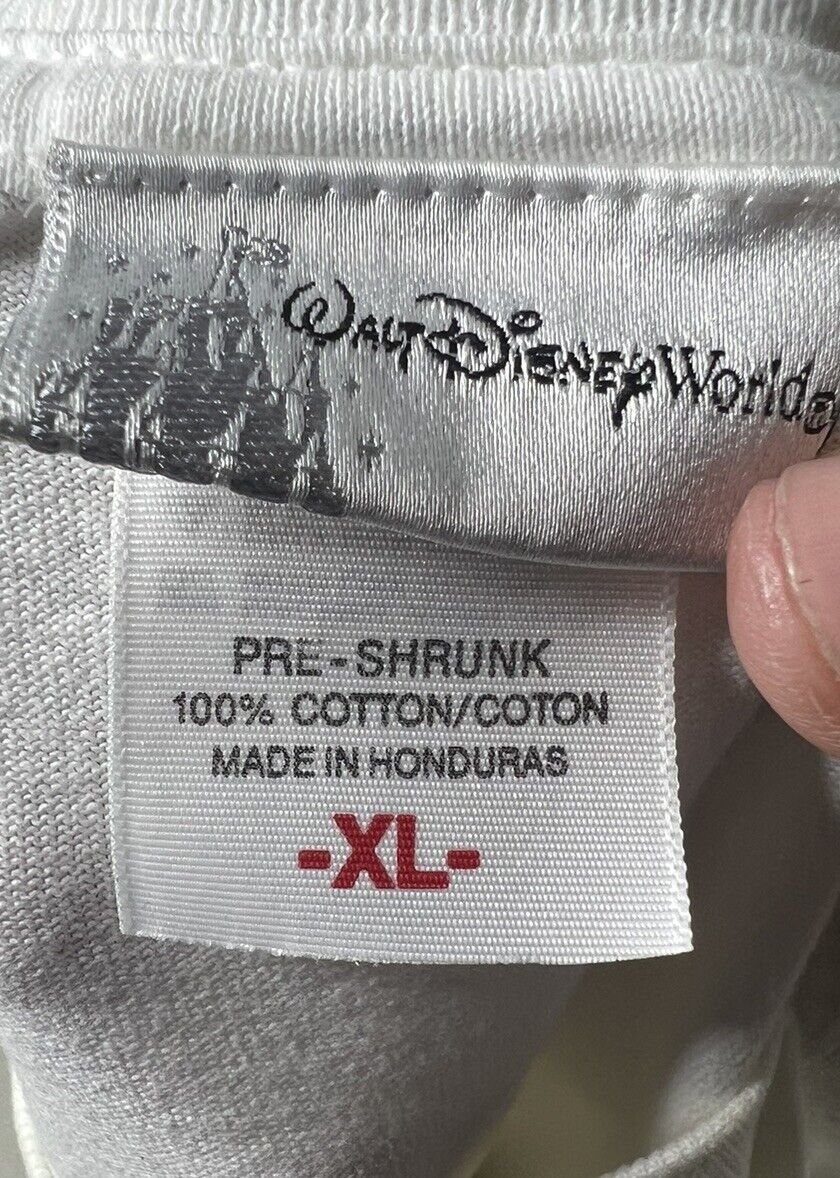 Walt Disney World
PRE-SHRUNK
100% COTTON/COTON
MADE IN HONDURAS
-XL-